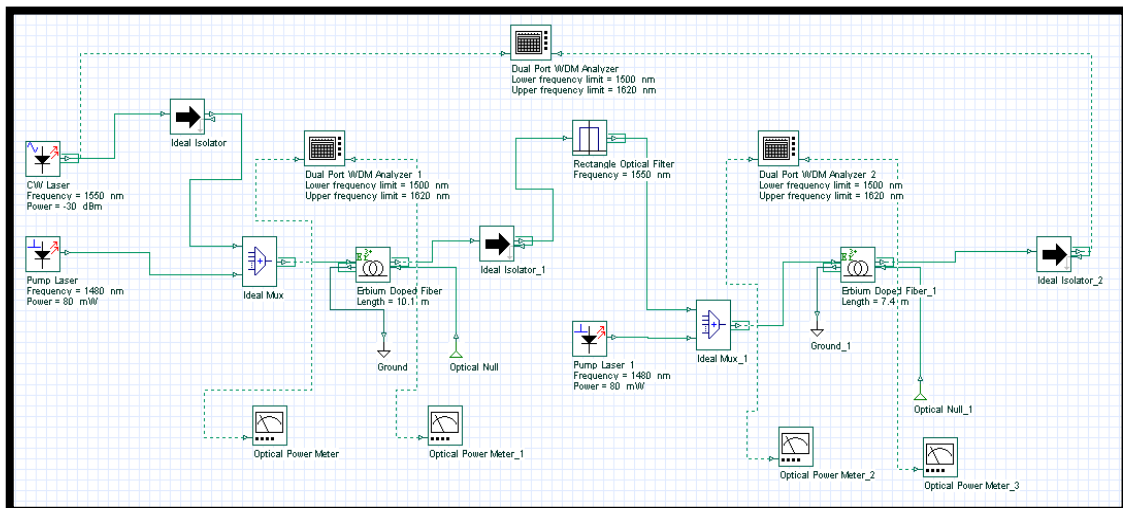 Dual Port WDM Analyzer
Lower frequency limit = 1500 nm
Upper frequency limit = 1620 nm
Ideal Isolator
CW Laser
Frequency = 1550 nm
Power = -30 dBm
Dual Port WDM Analyzer 1
Lower frequency limit = 1500 nm
Upper frequency limit = 1620 nm
Rectangle Optical Filter
Frequency = 1550 nm
Dual Port WDM Analyzer 2
Lower frequency limit = 1500 nm
Upper frequency limit = 1620 nm
Pump Laser
Frequency = 1480 nm
Power = 80 mW
Ideal Mux
3+
Er
Erbium Doped Fiber
Length = 10.1 m
Ideal Isolator_1
3+
Er
Erbium Doped Fiber_1
Length = 7.4 m
Ideal Isolator_2
Ground
Optical Null
Pump Laser 1
Frequency = 1480 nm
Power = 80 mW
Ideal Mux_1
Ground_1
Optical Null_1
Optical Power Meter
Optical Power Meter_1
Optical Power Meter_2
Optical Power Meter_3